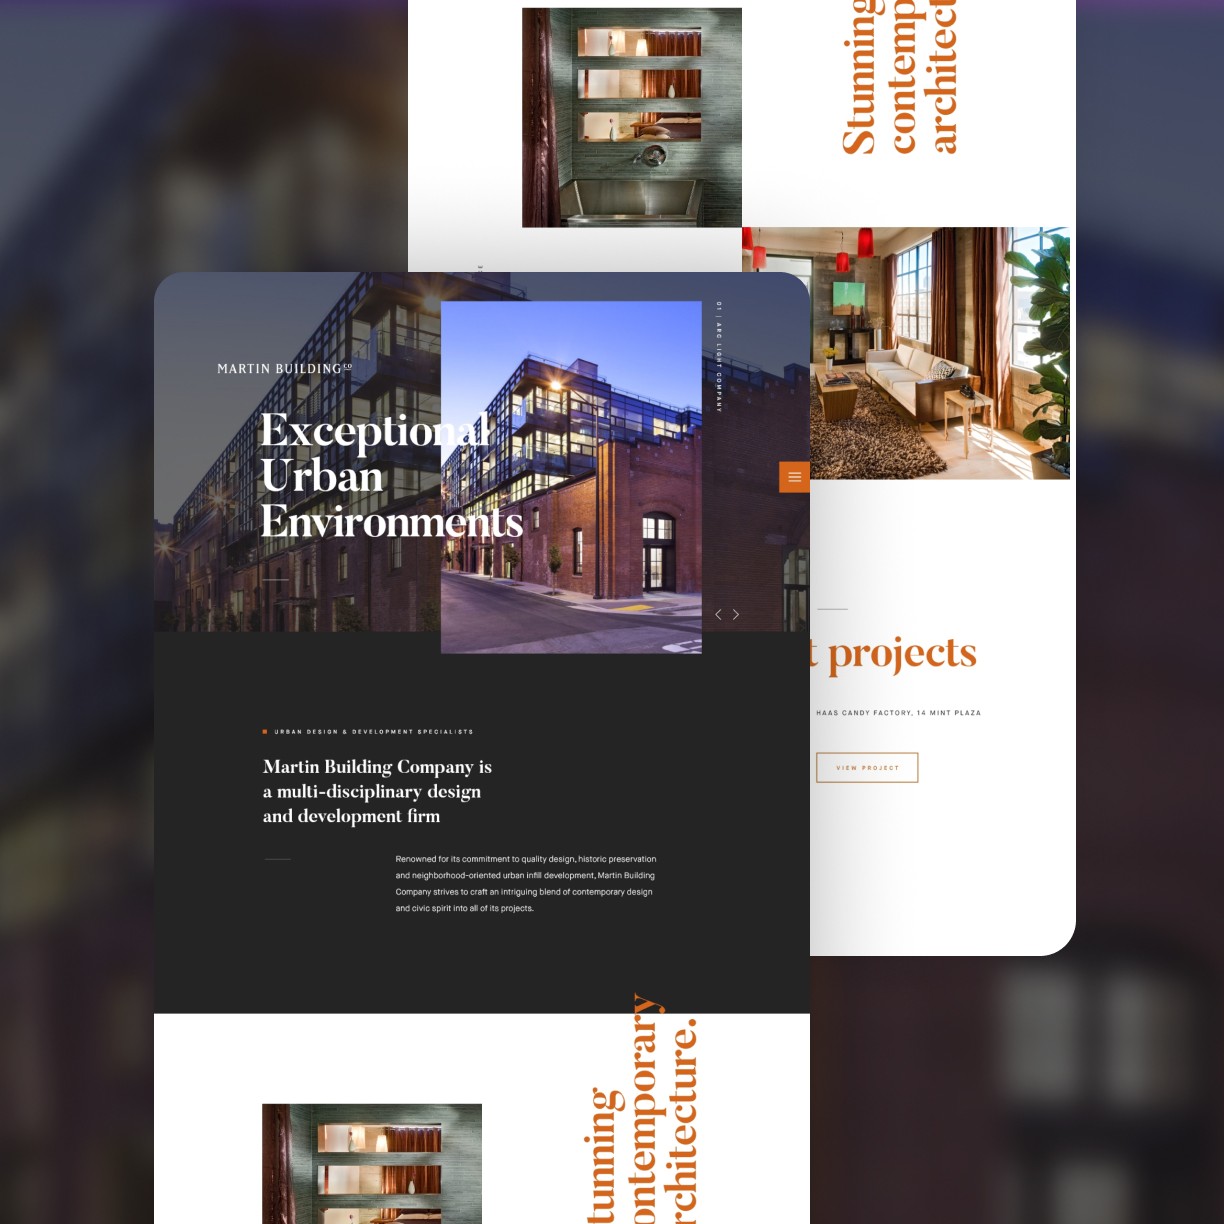 Stunning
contemp
architect
MARTIN BUILDING CO
01 | ARC LIGHT COMPANY
Exceptional
Urban
Environments
t projects
HAAS CANDY FACTORY, 14 MINT PLAZA
VIEW PROJECT
URBAN DESIGN & DEVELOPMENT SPECIALISTS
Martin Building Company is
a multi-disciplinary design
and development firm
Renowned for its commitment to quality design, historic preservation
and neighborhood-oriented urban infill development, Martin Building
Company strives to craft an intriguing blend of contemporary design
and civic spirit into all of its projects.
tunning
ontemporary
rchitecture.